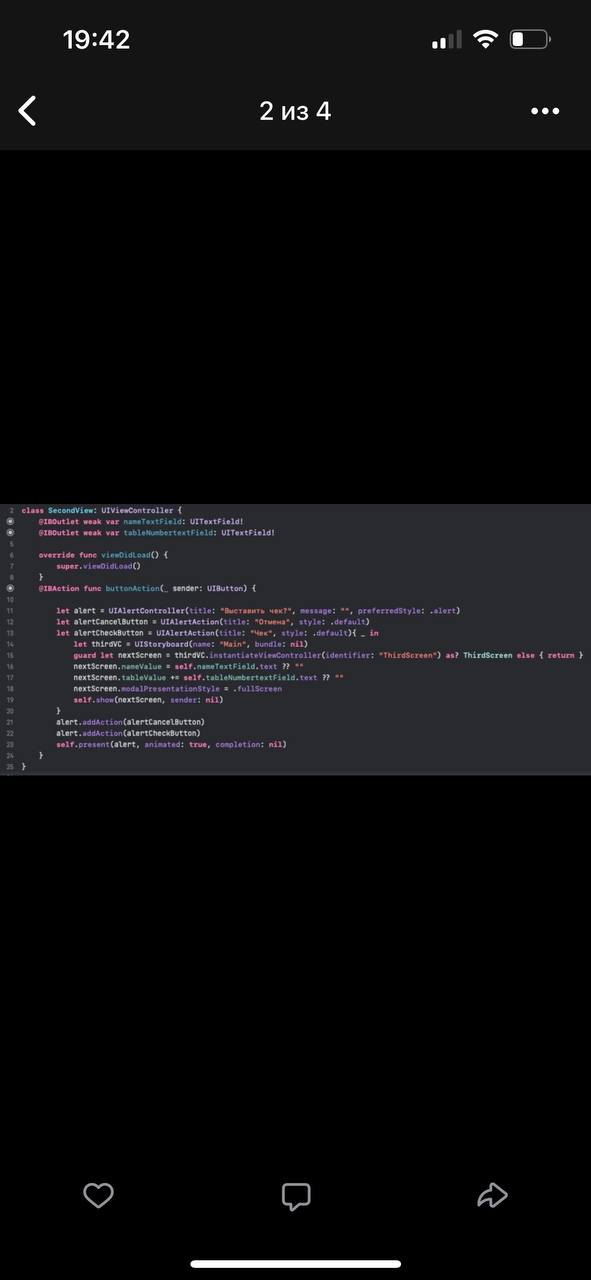 19:42
2 из 4
2 class SecondView: UIViewController {
@IBOutlet weak var nameTextField: UITextField!
@IBOutlet weak var tableNumbertextField: UITextField!
5
6 override func viewDidLoad() {
7 super.viewDidLoad()
8 }
@IBAction func buttonAction(_ sender: UIButton) {
10
11 let alert = UIAlertController(title: "Выставить чек?", message: "", preferredStyle: .alert)
12 let alertCancelButton = UIAlertAction(title: "Отмена", style: .default)
13 let alertCheckButton = UIAlertAction(title: "Чек", style: .default){ _ in
14 let thirdVC = UIStoryboard(name: "Main", bundle: nil)
15 guard let nextScreen = thirdVC.instantiateViewController(identifier: "ThirdScreen") as? ThirdScreen else { return }
16 nextScreen.nameValue = self.nameTextField.text ?? ""
17 nextScreen.tableValue += self.tableNumbertextField.text ?? ""
18 nextScreen.modalPresentationStyle = .fullScreen
19 self.show(nextScreen, sender: nil)
20 }
21 alert.addAction(alertCancelButton)
22 alert.addAction(alertCheckButton)
23 self.present(alert, animated: true, completion: nil)
24 }
25 }